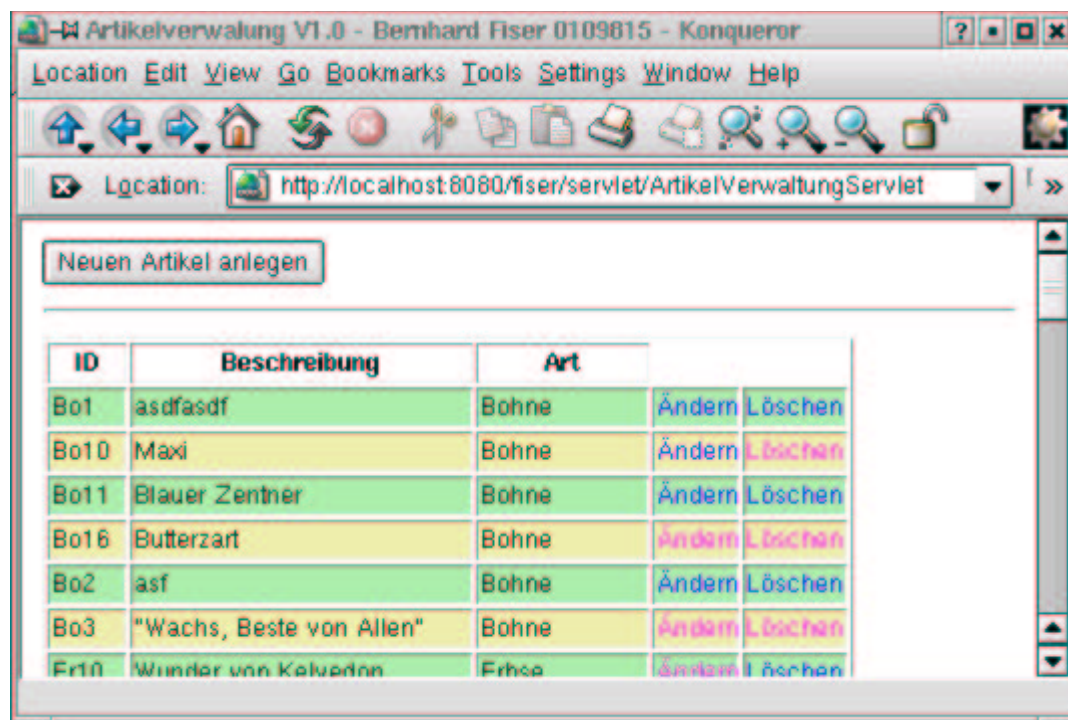 Artikelverwalung V1.0 - Bernhard Fiser 0109815 - Konqueror
Location Edit View Go Bookmarks Tools Settings Window Help
Location: http://localhost:8080/fiser/servlet/ArtikelVerwaltungServlet
Neuen Artikel anlegen
ID Beschreibung Art
Bo1 asdfasdf Bohne Ändern Löschen
Bo10 Maxi Bohne Ändern Löschen
Bo11 Blauer Zentner Bohne Ändern Löschen
Bo16 Butterzart Bohne Ändern Löschen
Bo2 asf Bohne Ändern Löschen
Bo3 "Wachs, Beste von Allen" Bohne Ändern Löschen
Er10 Wunder von Kelvedon Erbse Ändern Löschen